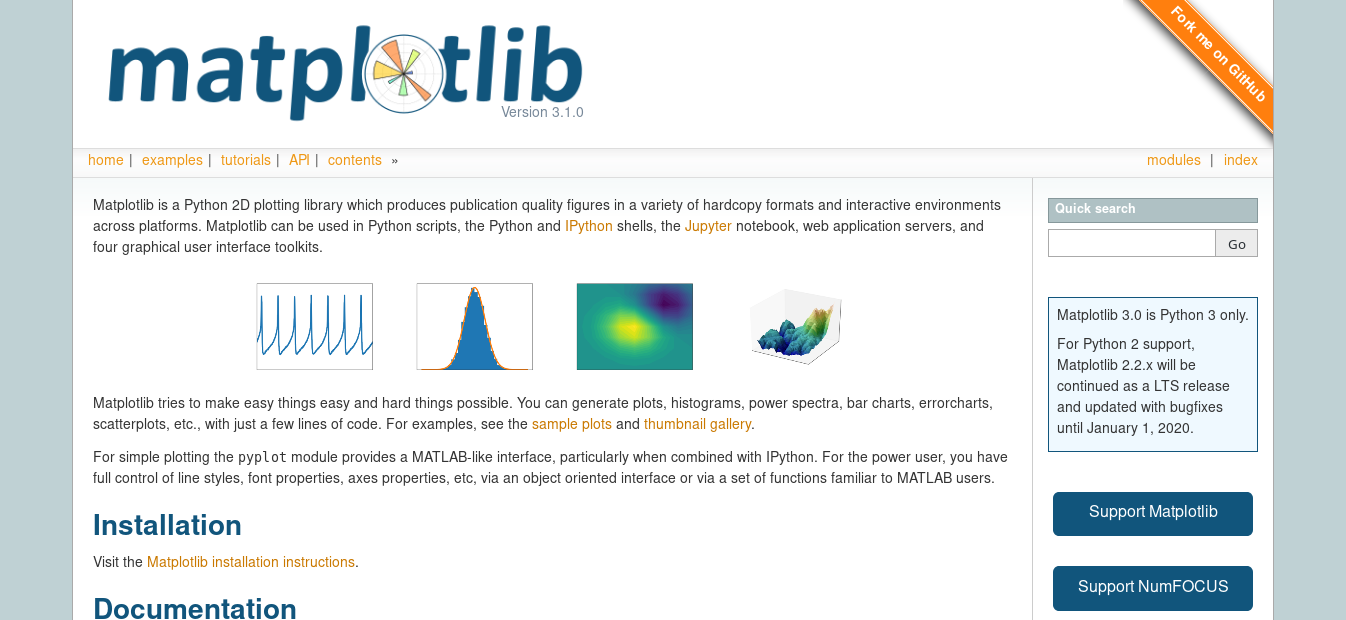 matplotlib
Version 3.1.0
Fork me on GitHub
home | examples | tutorials | API | contents »
modules | index
Matplotlib is a Python 2D plotting library which produces publication quality figures in a variety of hardcopy formats and interactive environments
across platforms. Matplotlib can be used in Python scripts, the Python and IPython shells, the Jupyter notebook, web application servers, and
four graphical user interface toolkits.
Matplotlib tries to make easy things easy and hard things possible. You can generate plots, histograms, power spectra, bar charts, errorcharts,
scatterplots, etc., with just a few lines of code. For examples, see the sample plots and thumbnail gallery.
For simple plotting the pyplot module provides a MATLAB-like interface, particularly when combined with IPython. For the power user, you have
full control of line styles, font properties, axes properties, etc, via an object oriented interface or via a set of functions familiar to MATLAB users.
Installation
Visit the Matplotlib installation instructions.
Documentation
Quick search
Go
Matplotlib 3.0 is Python 3 only.
For Python 2 support,
Matplotlib 2.2.x will be
continued as a LTS release
and updated with bugfixes
until January 1, 2020.
Support Matplotlib
Support NumFOCUS